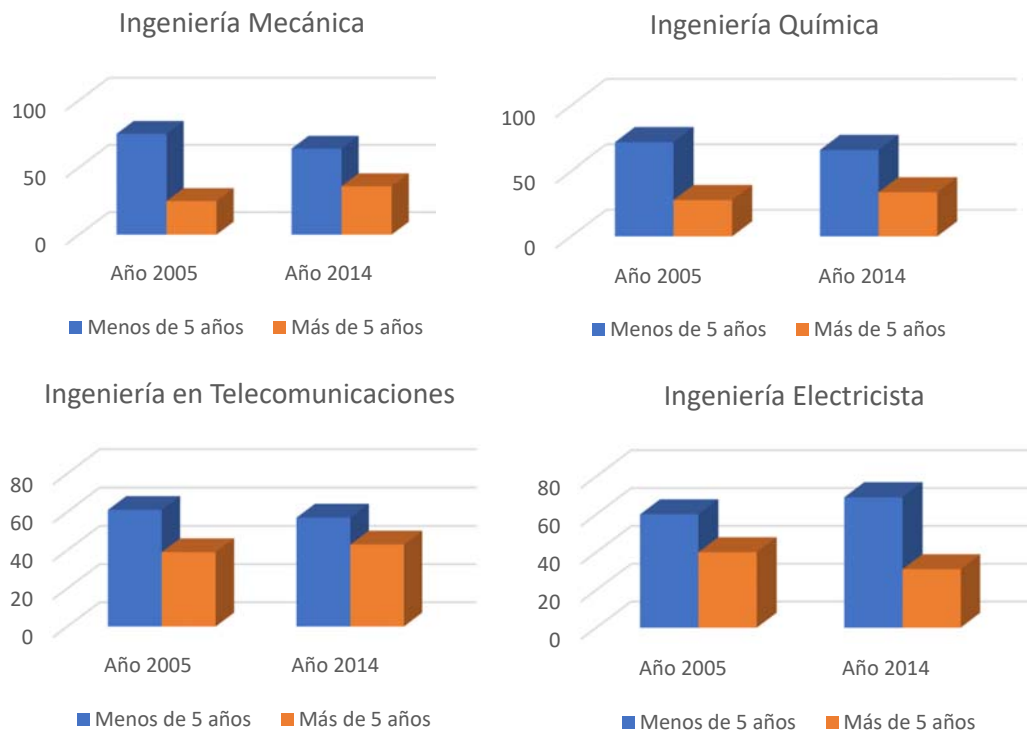 Ingeniería Mecánica
100
50
0
Año 2005
Año 2014
Menos de 5 años
Más de 5 años
Ingeniería Química
100
50
0
Año 2005
Año 2014
Menos de 5 años
Más de 5 años
Ingeniería en Telecomunicaciones
80
60
40
20
0
Año 2005
Año 2014
Menos de 5 años
Más de 5 años
Ingeniería Electricista
80
60
40
20
0
Año 2005
Año 2014
Menos de 5 años
Más de 5 años